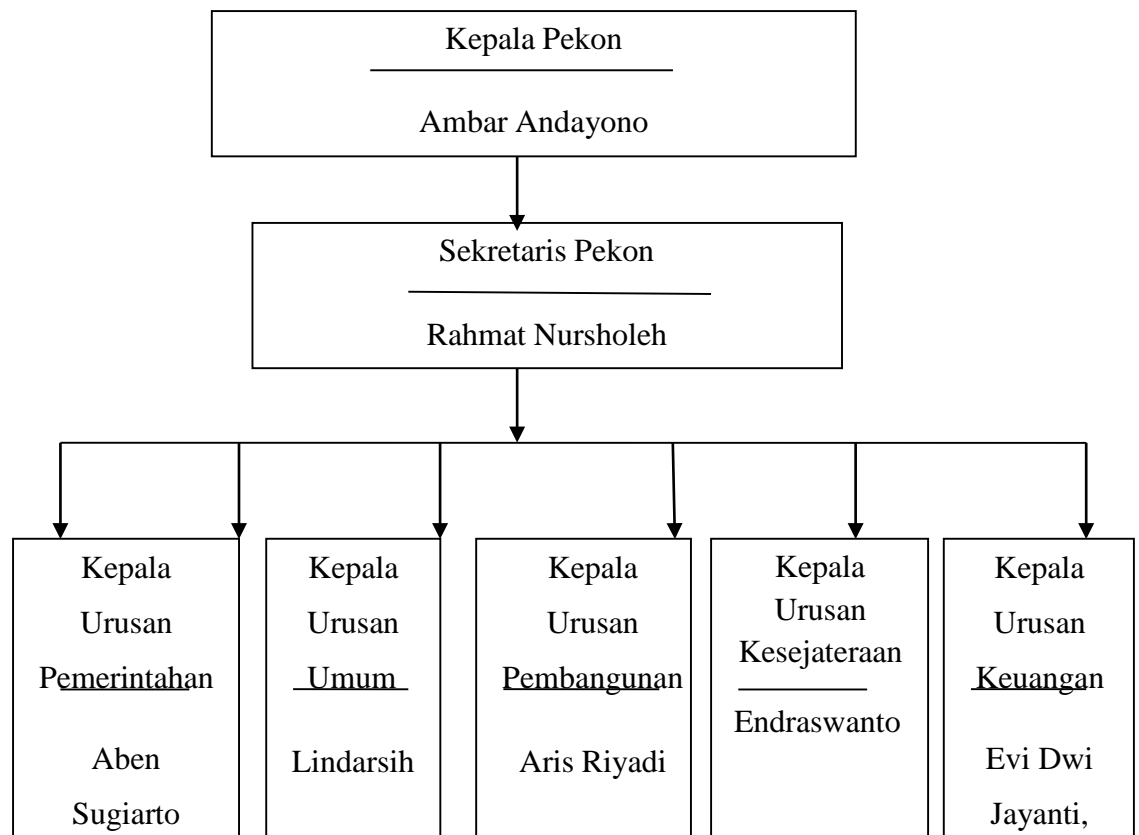 Kepala Pekon
Ambar Andayono
Sekretaris Pekon
Rahmat Nursholeh
Kepala
Urusan
Pemerintahan
Aben
Sugiarto
Kepala
Urusan
Umum
Lindarsih
Kepala
Urusan
Pembangunan
Aris Riyadi
Kepala
Urusan
Kesejateraan
Endraswanto
Kepala
Urusan
Keuangan
Evi Dwi
Jayanti,